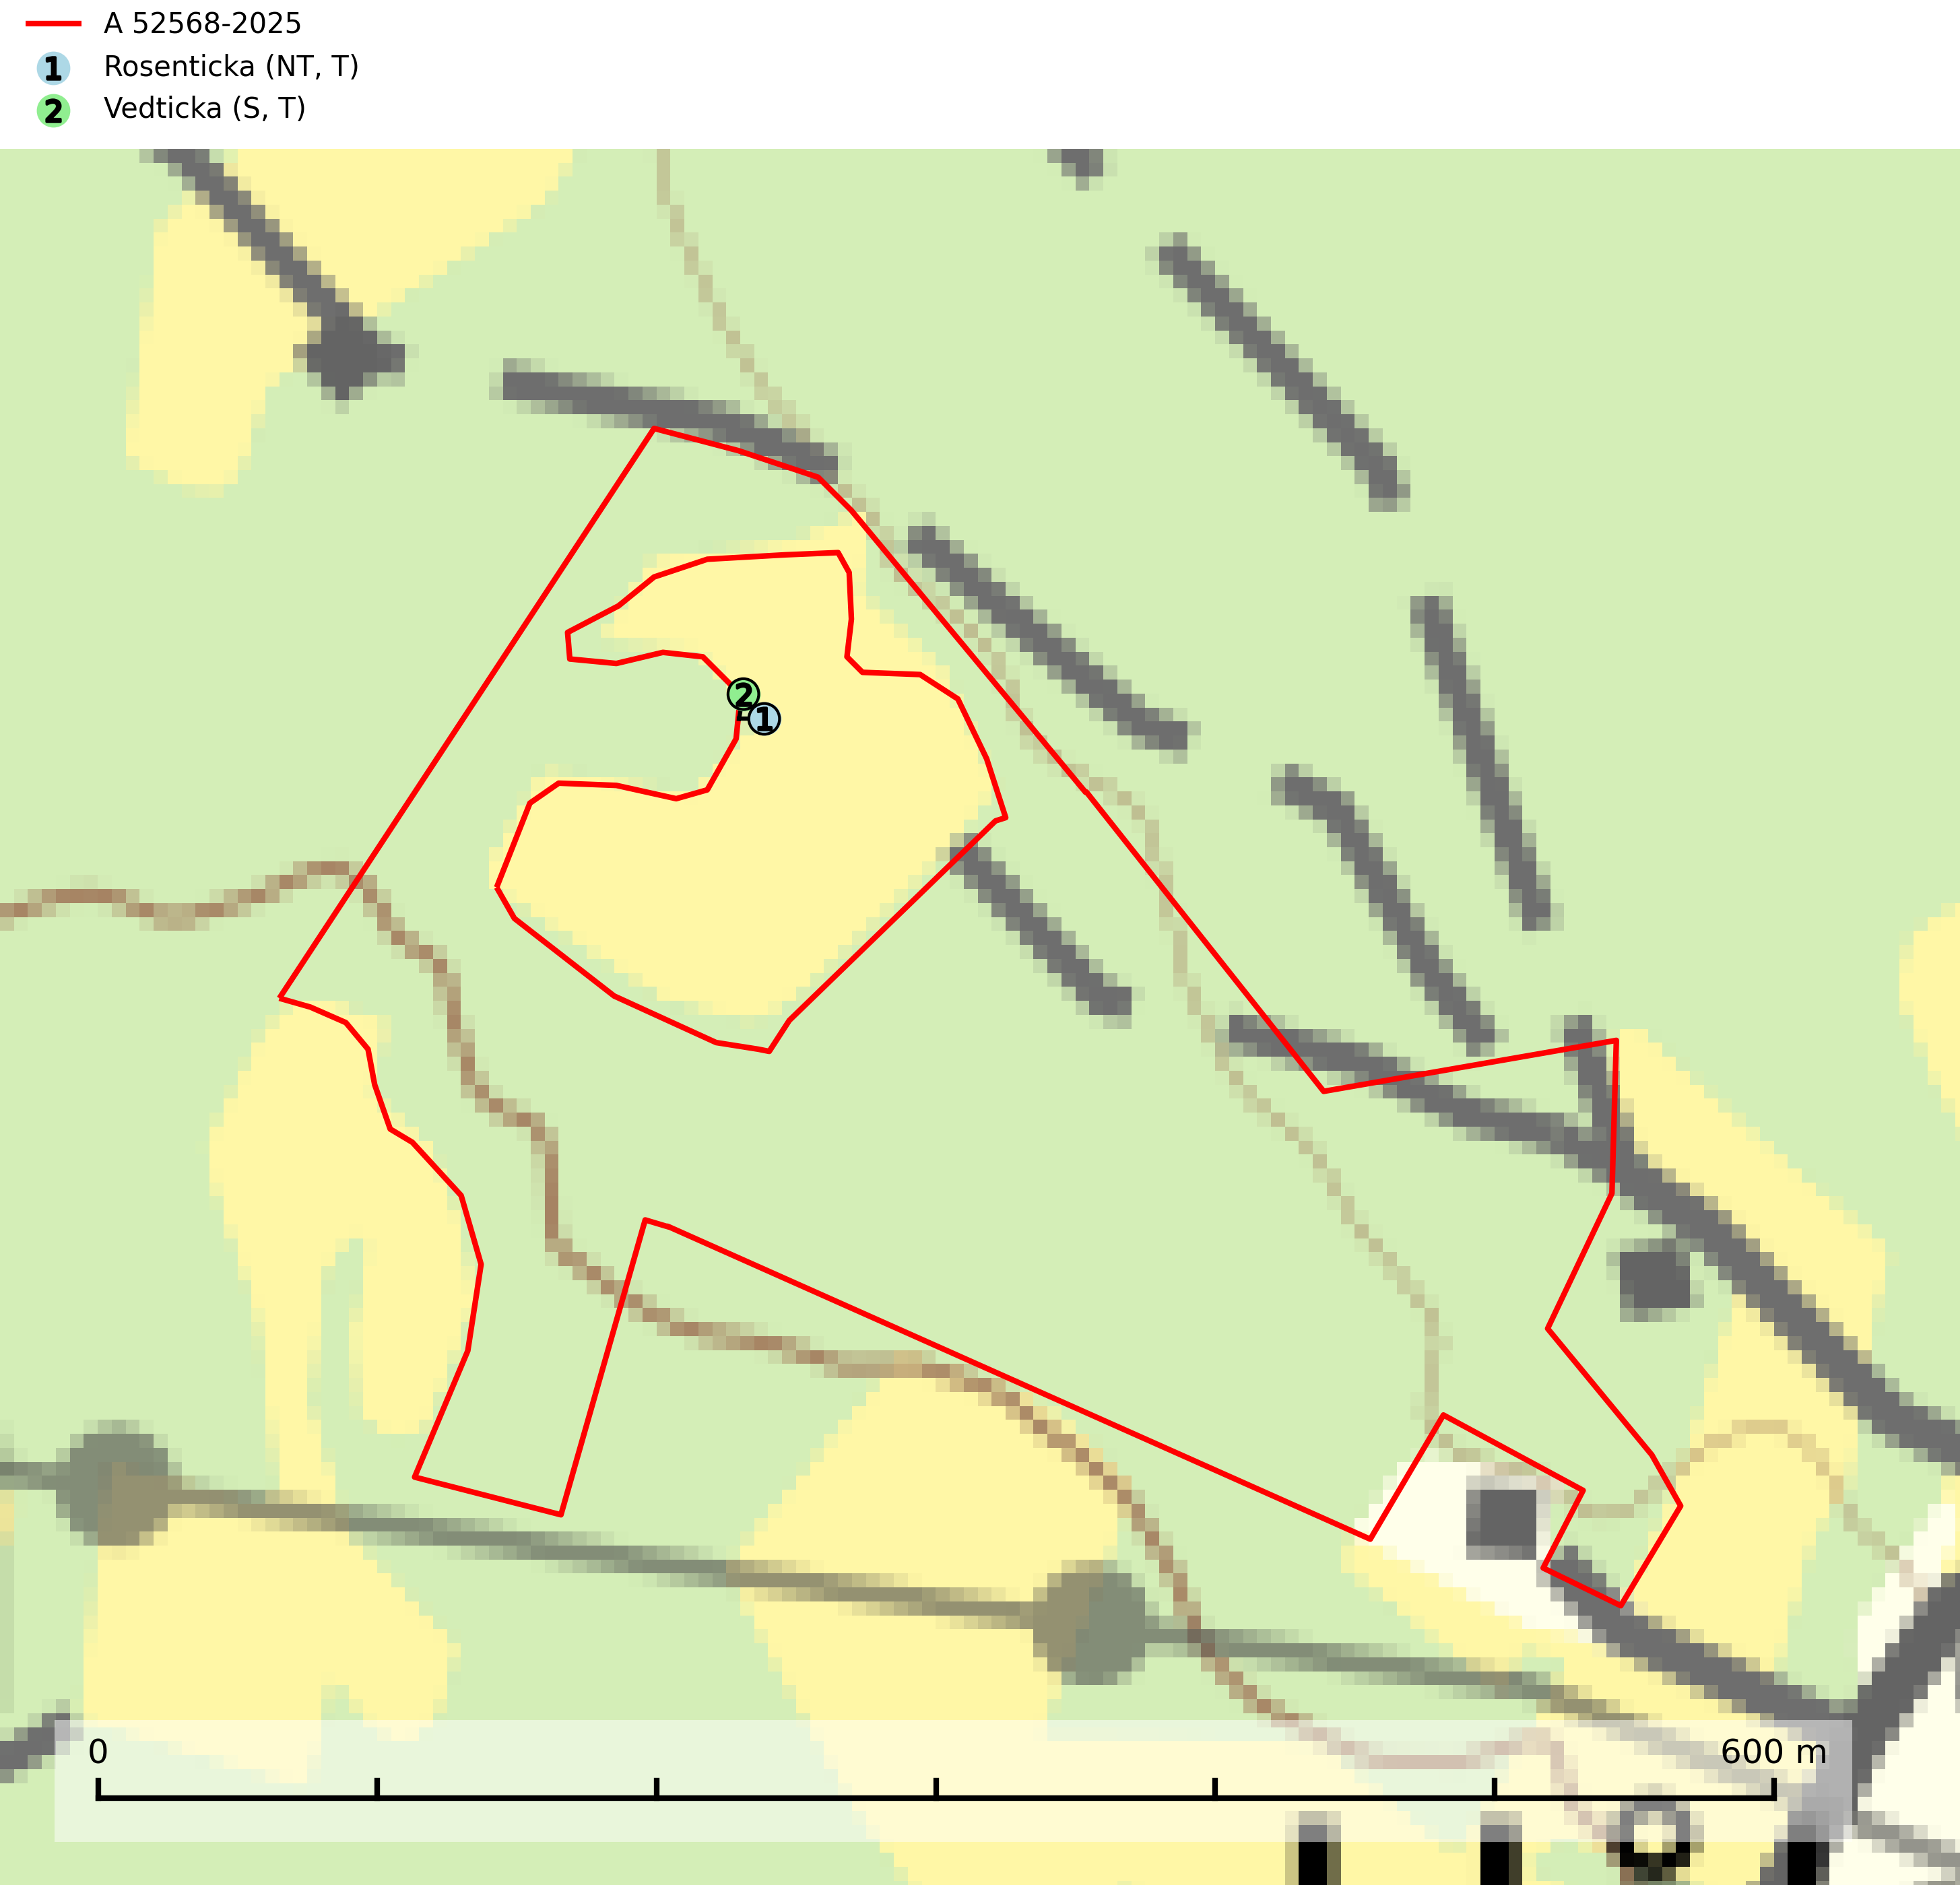 A 52568-2025
1 Rosenticka (NT, T)
2 Vedticka (S, T)
2
1
0 600 m